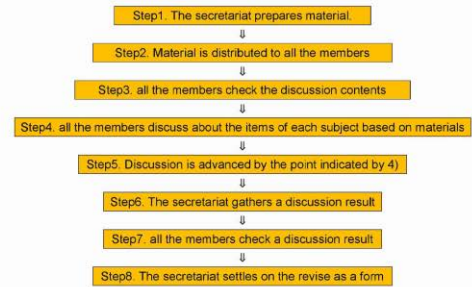 Step1. The secretariat prepares material.
⇓
Step2. Material is distributed to all the members
⇓
Step3. all the members check the discussion contents
⇓
Step4. all the members discuss about the items of each subject based on materials
⇓
Step5. Discussion is advanced by the point indicated by 4)
⇓
Step6. The secretariat gathers a discussion result
⇓
Step7. all the members check a discussion result
⇓
Step8. The secretariat settles on the revise as a form